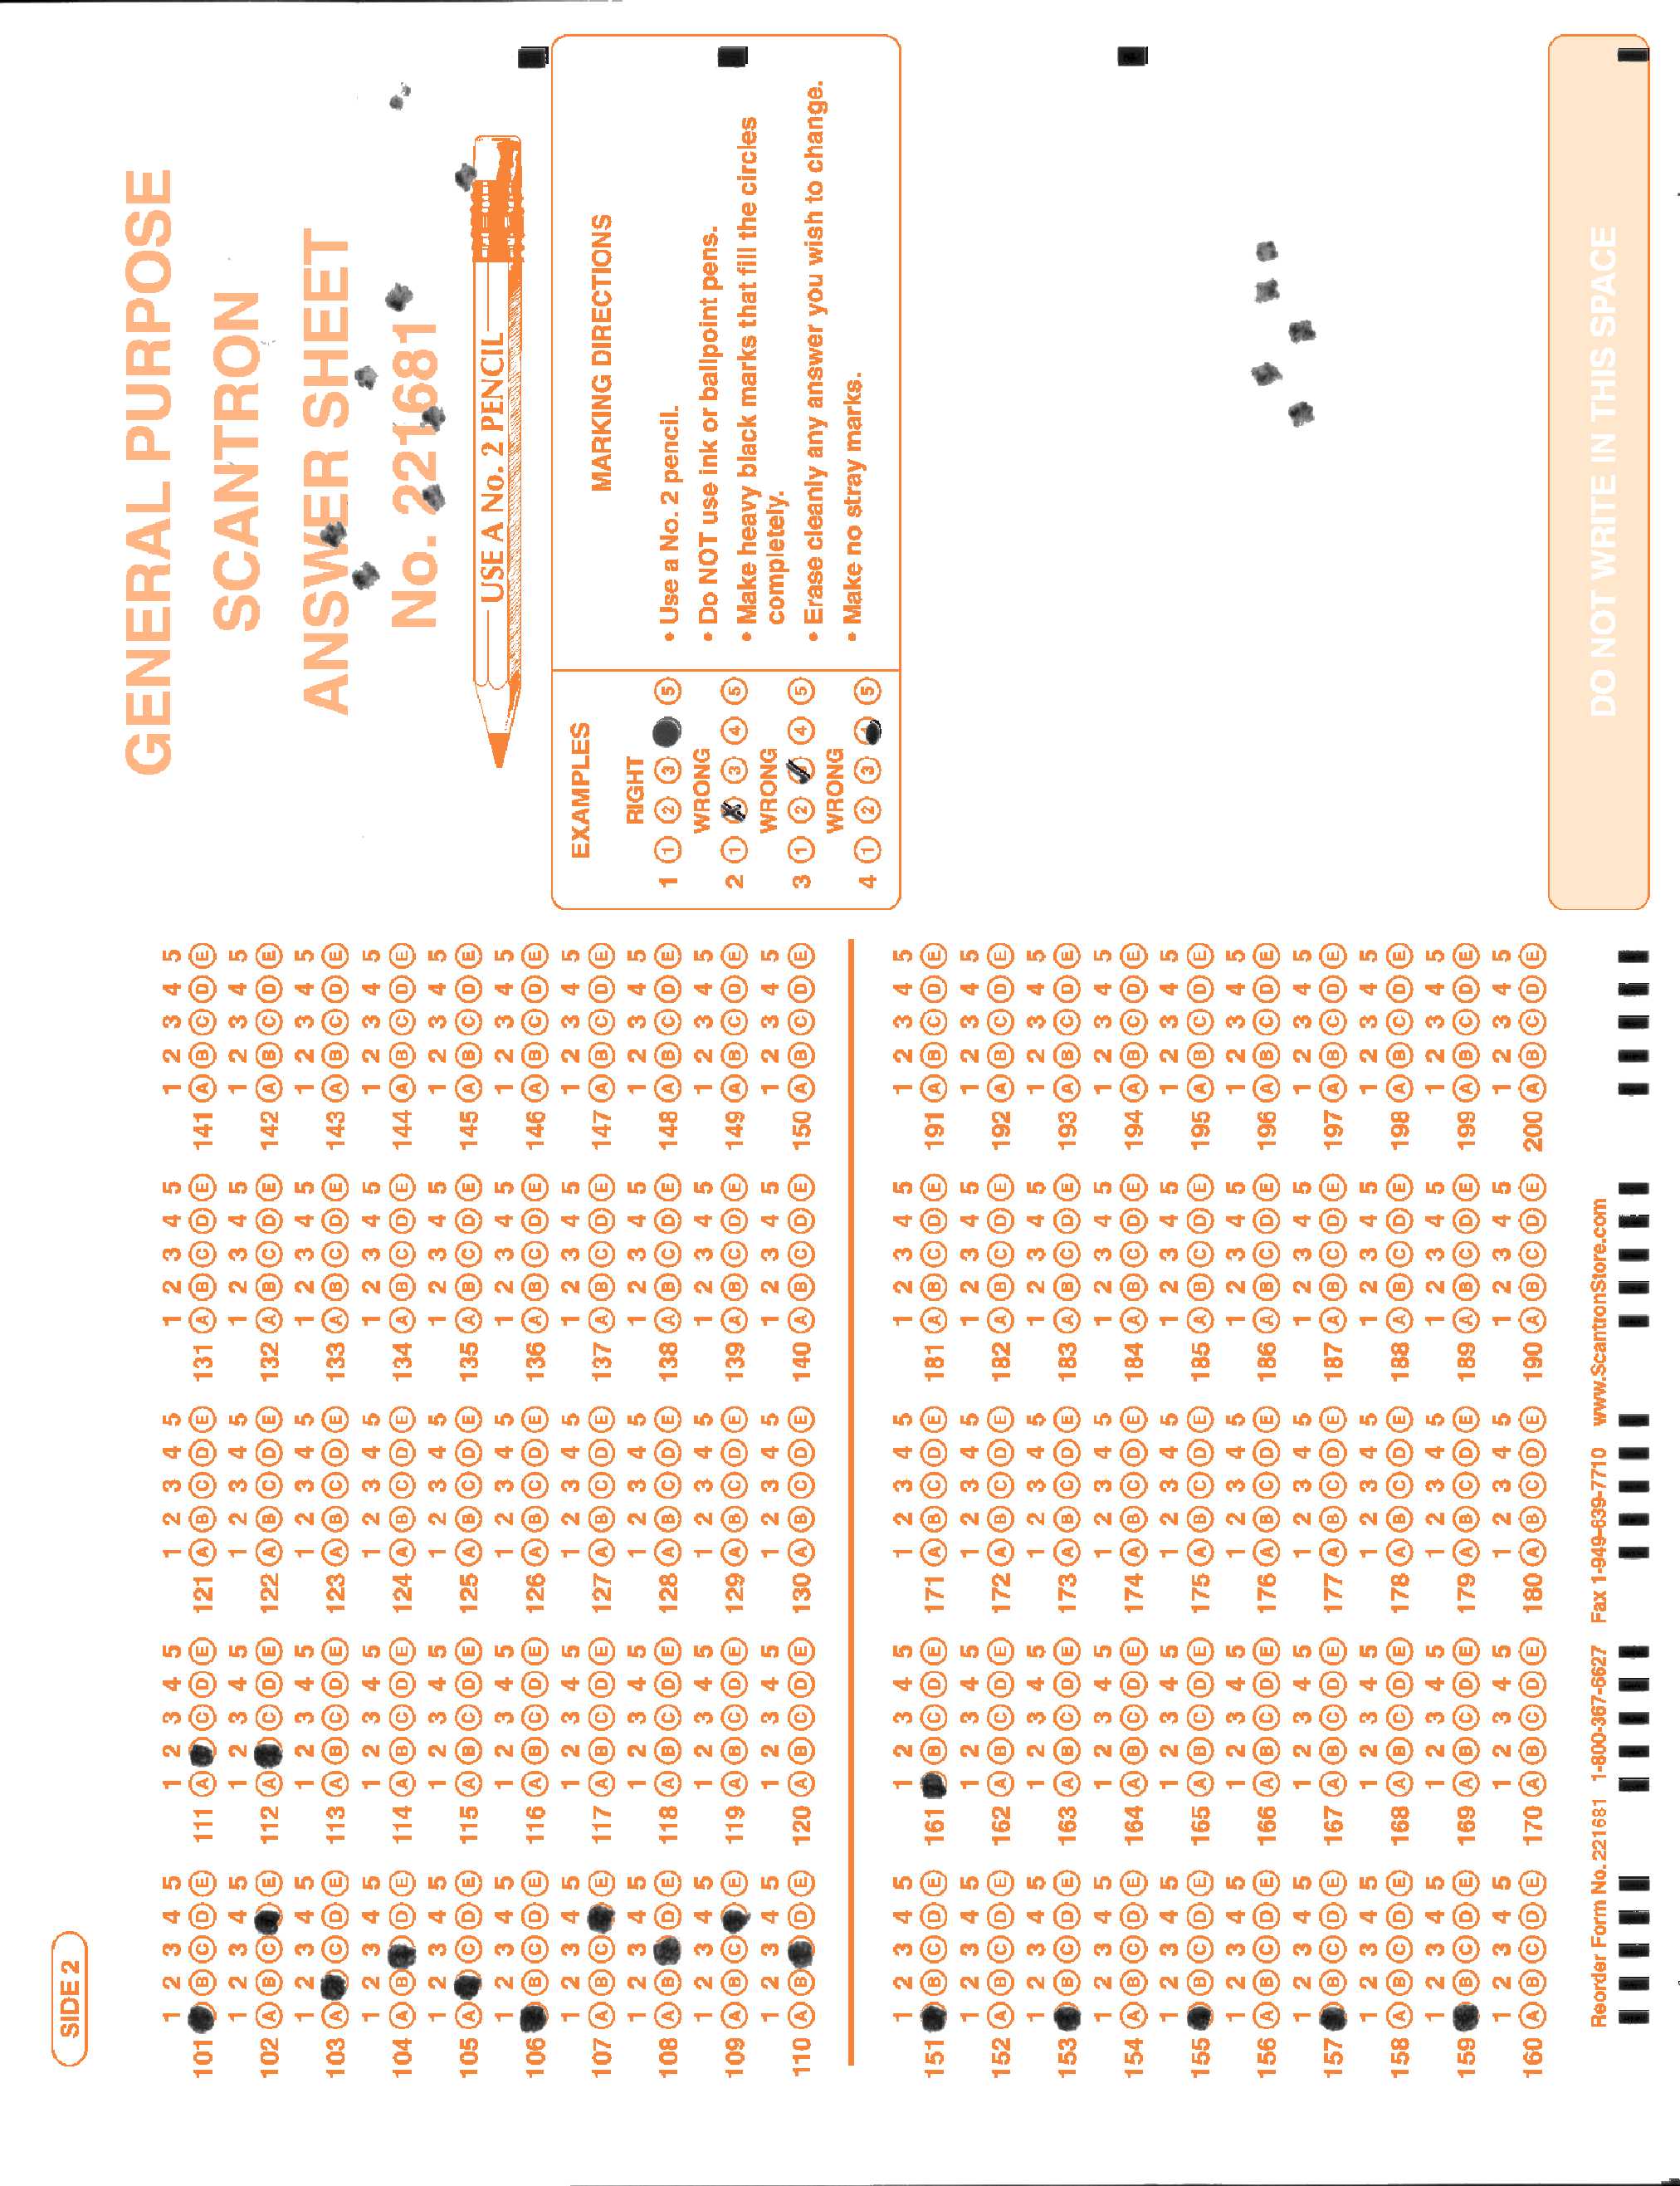 SIDE 2
GENERAL PURPOSE
SCANTRON
ANSWER SHEET
No. 221681
USE A No. 2 PENCIL
EXAMPLES
RIGHT
1 1 2 3 5
WRONG
2 1 3 4 5
WRONG
3 1 2 4 5
WRONG
4 1 2 3 4 5
MARKING DIRECTIONS
• Use a No. 2 pencil.
• Do NOT use ink or ballpoint pens.
• Make heavy black marks that fill the circles
completely.
• Erase cleanly any answer you wish to change.
• Make no stray marks.
1 2 3 4 5 1 2 3 4 5 1 2 3 4 5 1 2 3 4 5 1 2 3 4 5
101 B C D E 111 A C D E 121 A B C D E 131 A B C D E 141 A B C D E
1 2 3 4 5 1 2 3 4 5 1 2 3 4 5 1 2 3 4 5 1 2 3 4 5
102 A B C E 112 A C D E 122 A B C D E 132 A B C D E 142 A B C D E
1 2 3 4 5 1 2 3 4 5 1 2 3 4 5 1 2 3 4 5 1 2 3 4 5
103 A C D E 113 A B C D E 123 A B C D E 133 A B C D E 143 A B C D E
1 2 3 4 5 1 2 3 4 5 1 2 3 4 5 1 2 3 4 5 1 2 3 4 5
104 A B D E 114 A B C D E 124 A B C D E 134 A B C D E 144 A B C D E
1 2 3 4 5 1 2 3 4 5 1 2 3 4 5 1 2 3 4 5 1 2 3 4 5
105 A C D E 115 A B C D E 125 A B C D E 135 A B C D E 145 A B C D E
1 2 3 4 5 1 2 3 4 5 1 2 3 4 5 1 2 3 4 5 1 2 3 4 5
106 B C D E 116 A B C D E 126 A B C D E 136 A B C D E 146 A B C D E
1 2 3 4 5 1 2 3 4 5 1 2 3 4 5 1 2 3 4 5 1 2 3 4 5
107 A B C E 117 A B C D E 127 A B C D E 137 A B C D E 147 A B C D E
1 2 3 4 5 1 2 3 4 5 1 2 3 4 5 1 2 3 4 5 1 2 3 4 5
108 A B D E 118 A B C D E 128 A B C D E 138 A B C D E 148 A B C D E
1 2 3 4 5 1 2 3 4 5 1 2 3 4 5 1 2 3 4 5 1 2 3 4 5
109 A B C E 119 A B C D E 129 A B C D E 139 A B C D E 149 A B C D E
1 2 3 4 5 1 2 3 4 5 1 2 3 4 5 1 2 3 4 5 1 2 3 4 5
110 A B D E 120 A B C D E 130 A B C D E 140 A B C D E 150 A B C D E
1 2 3 4 5 1 2 3 4 5 1 2 3 4 5 1 2 3 4 5 1 2 3 4 5
151 B C D E 161 B C D E 171 A B C D E 181 A B C D E 191 A B C D E
1 2 3 4 5 1 2 3 4 5 1 2 3 4 5 1 2 3 4 5 1 2 3 4 5
152 A B C D E 162 A B C D E 172 A B C D E 182 A B C D E 192 A B C D E
1 2 3 4 5 1 2 3 4 5 1 2 3 4 5 1 2 3 4 5 1 2 3 4 5
153 B C D E 163 A B C D E 173 A B C D E 183 A B C D E 193 A B C D E
1 2 3 4 5 1 2 3 4 5 1 2 3 4 5 1 2 3 4 5 1 2 3 4 5
154 A B C D E 164 A B C D E 174 A B C D E 184 A B C D E 194 A B C D E
1 2 3 4 5 1 2 3 4 5 1 2 3 4 5 1 2 3 4 5 1 2 3 4 5
155 B C D E 165 A B C D E 175 A B C D E 185 A B C D E 195 A B C D E
1 2 3 4 5 1 2 3 4 5 1 2 3 4 5 1 2 3 4 5 1 2 3 4 5
156 A B C D E 166 A B C D E 176 A B C D E 186 A B C D E 196 A B C D E
1 2 3 4 5 1 2 3 4 5 1 2 3 4 5 1 2 3 4 5 1 2 3 4 5
157 B C D E 167 A B C D E 177 A B C D E 187 A B C D E 197 A B C D E
1 2 3 4 5 1 2 3 4 5 1 2 3 4 5 1 2 3 4 5 1 2 3 4 5
158 A B C D E 168 A B C D E 178 A B C D E 188 A B C D E 198 A B C D E
1 2 3 4 5 1 2 3 4 5 1 2 3 4 5 1 2 3 4 5 1 2 3 4 5
159 B C D E 169 A B C D E 179 A B C D E 189 A B C D E 199 A B C D E
1 2 3 4 5 1 2 3 4 5 1 2 3 4 5 1 2 3 4 5 1 2 3 4 5
160 A B C D E 170 A B C D E 180 A B C D E 190 A B C D E 200 A B C D E
Reorder Form No. 221681 1-800-367-6627 Fax 1-949-639-7710 www.ScantronStore.com
DO NOT WRITE IN THIS SPACE